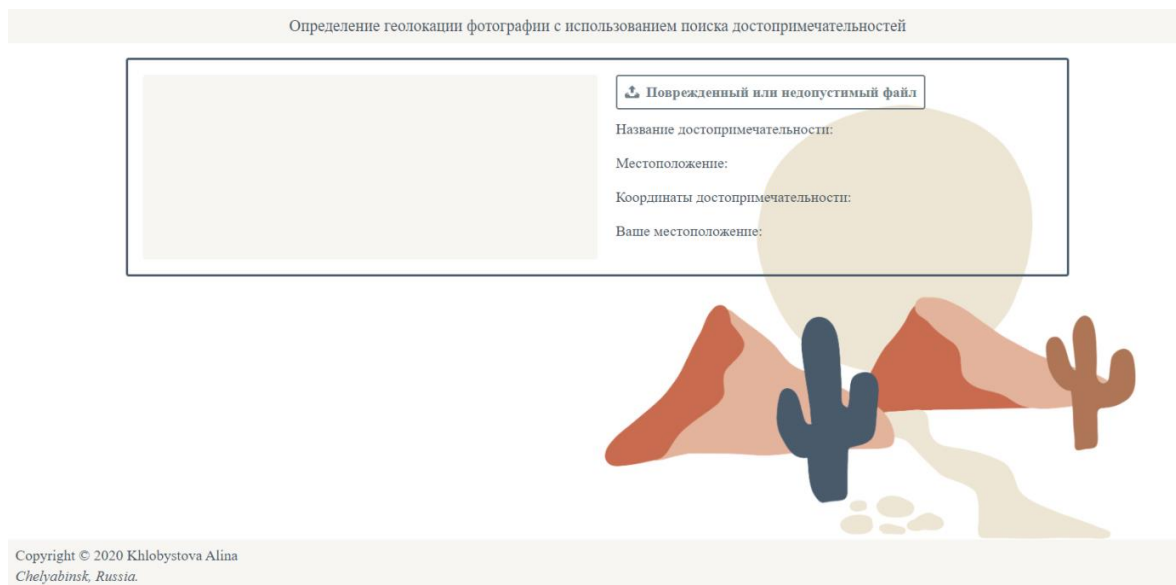 Определение геолокации фотографии с использованием поиска достопримечательностей
Поврежденный или недопустимый файл
Название достопримечательности:
Местоположение:
Координаты достопримечательности:
Ваше местоположение:
Copyright © 2020 Khlobystova Alina
Chelyabinsk, Russia.